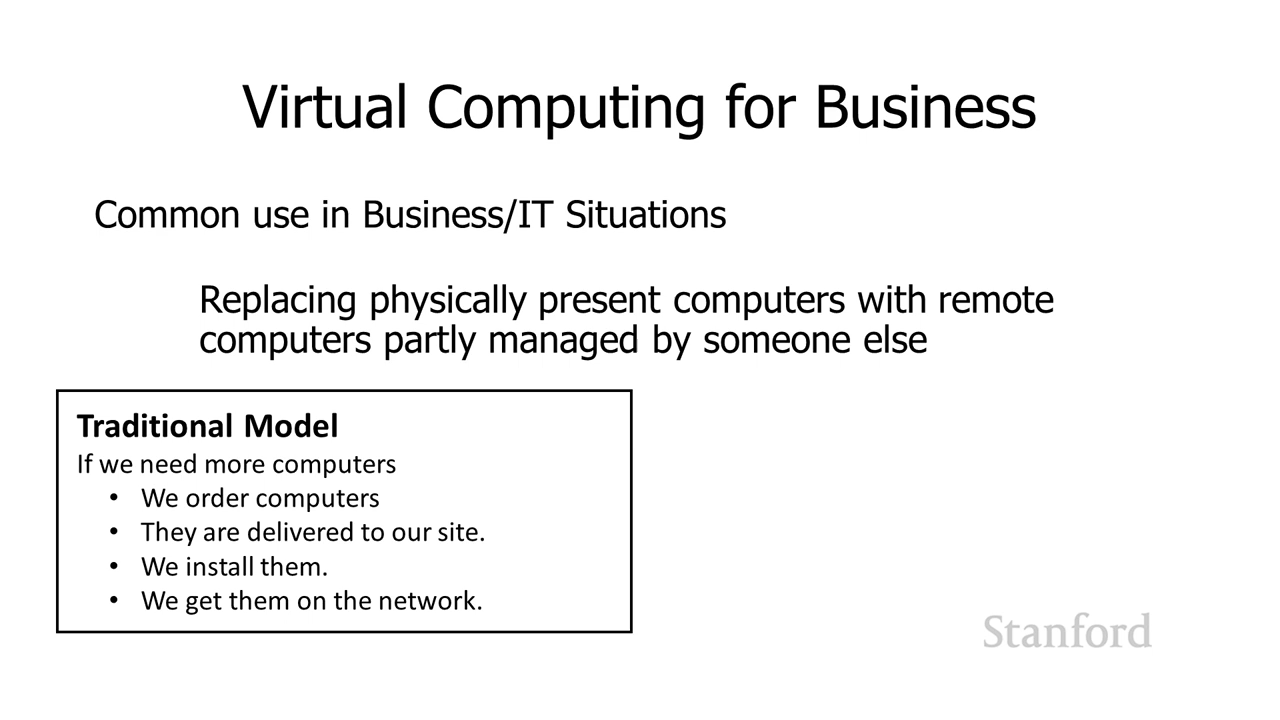 Virtual Computing for Business
Common use in Business/IT Situations
Replacing physically present computers with remote
computers partly managed by someone else
Traditional Model
If we need more computers
• We order computers
• They are delivered to our site.
• We install them.
• We get them on the network.
Stanford